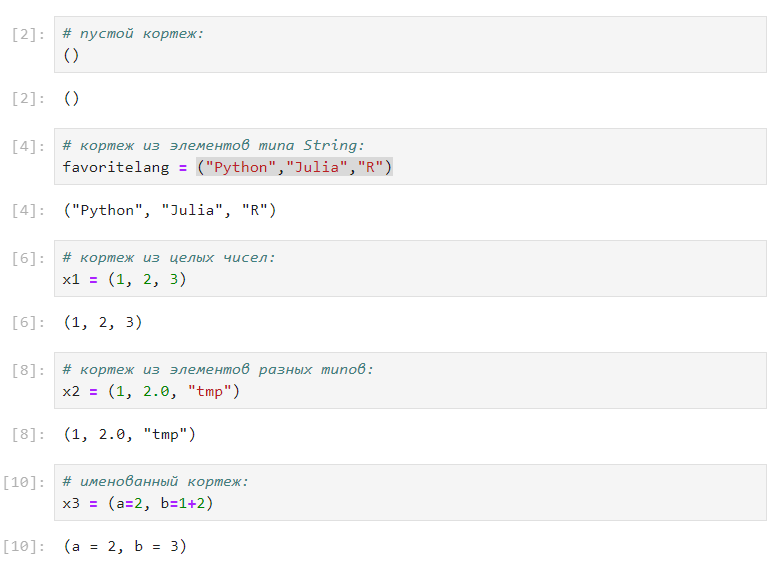 [2]: # пустой кортеж:
()
[2]: ()
[4]: # кортеж из элементов типа String:
favoritelang = ("Python","Julia","R")
[4]: ("Python", "Julia", "R")
[6]: # кортеж из целых чисел:
x1 = (1, 2, 3)
[6]: (1, 2, 3)
[8]: # кортеж из элементов разных типов:
x2 = (1, 2.0, "tmp")
[8]: (1, 2.0, "tmp")
[10]: # именованный кортеж:
x3 = (a=2, b=1+2)
[10]: (a = 2, b = 3)